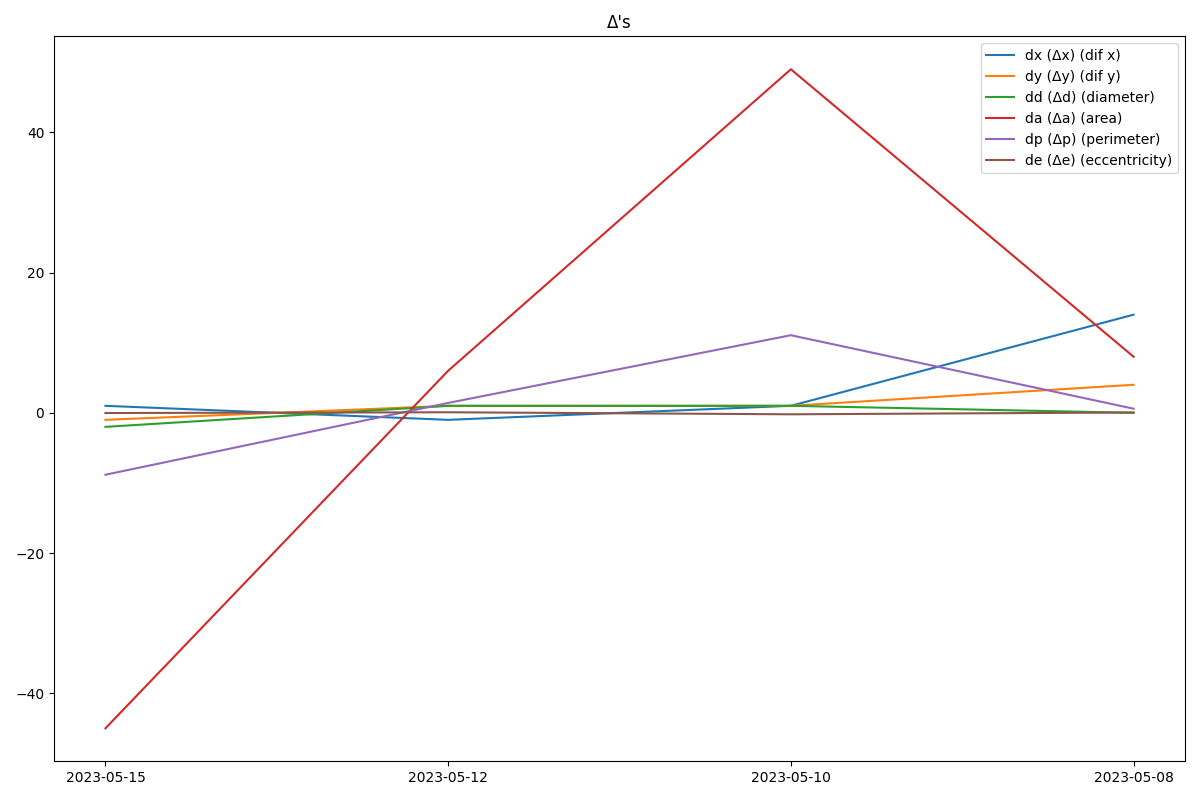 Δ's
dx (Δx) (dif x)
dy (Δy) (dif y)
dd (Δd) (diameter)
da (Δa) (area)
dp (Δp) (perimeter)
de (Δe) (eccentricity)
40
20
0
−20
−40
2023-05-15 2023-05-12 2023-05-10 2023-05-08